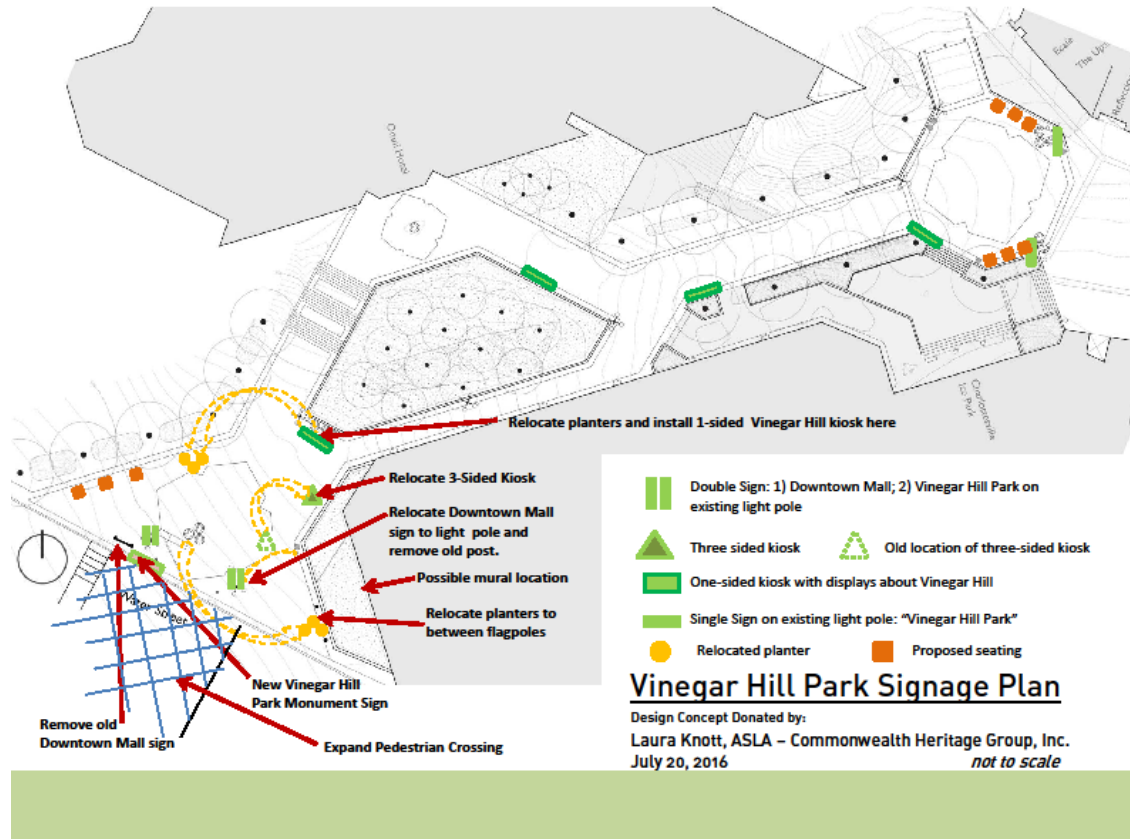 Escale
The Ups
Omni Hotel
Charlottesville
Ice Park
Relocate planters and install 1-sided Vinegar Hill kiosk here
Relocate 3-Sided Kiosk
Relocate Downtown Mall
sign to light pole and
remove old post.
Possible mural location
Relocate planters to
between flagpoles
Water Street
New Vinegar Hill
Park Monument Sign
Remove old
Downtown Mall sign
Expand Pedestrian Crossing
Double Sign: 1) Downtown Mall; 2) Vinegar Hill Park on
existing light pole
Three sided kiosk
Old location of three-sided kiosk
One-sided kiosk with displays about Vinegar Hill
Single Sign on existing light pole: “Vinegar Hill Park”
Relocated planter
Proposed seating
Vinegar Hill Park Signage Plan
Design Concept Donated by:
Laura Knott, ASLA – Commonwealth Heritage Group, Inc.
July 20, 2016
not to scale